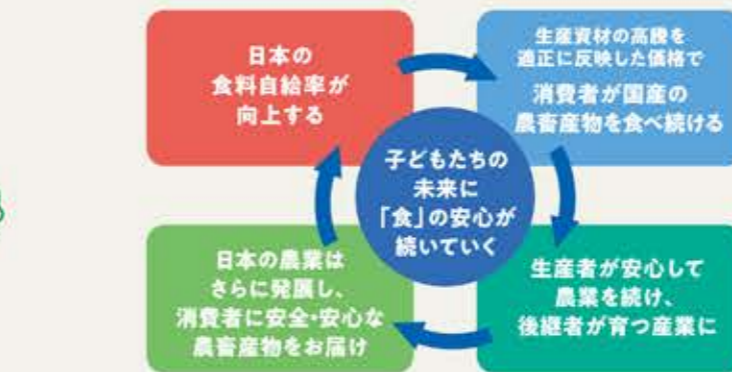 日本の
食料自給率が
向上する
生産資材の高騰を
適正に反映した価格で
消費者が国産の
農畜産物を食べ続ける
子どもたちの
未来に
「食」の安心が
続いていく
日本の農業は
さらに発展し、
消費者に安全・安心な
農畜産物をお届け
生産者が安心して
農業を続け、
後継者が育つ産業に